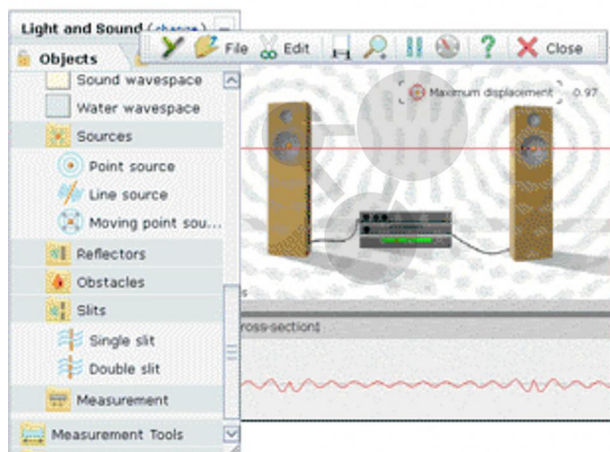 Light and Sound (change)
File Edit Close
Objects
Sound wavespace
Water wavespace
Sources
Point source
Line source
Moving point sou...
Reflectors
Obstacles
Slits
Single slit
Double slit
Measurement
Measurement Tools
Maximum displacement 0.97
ross-section]